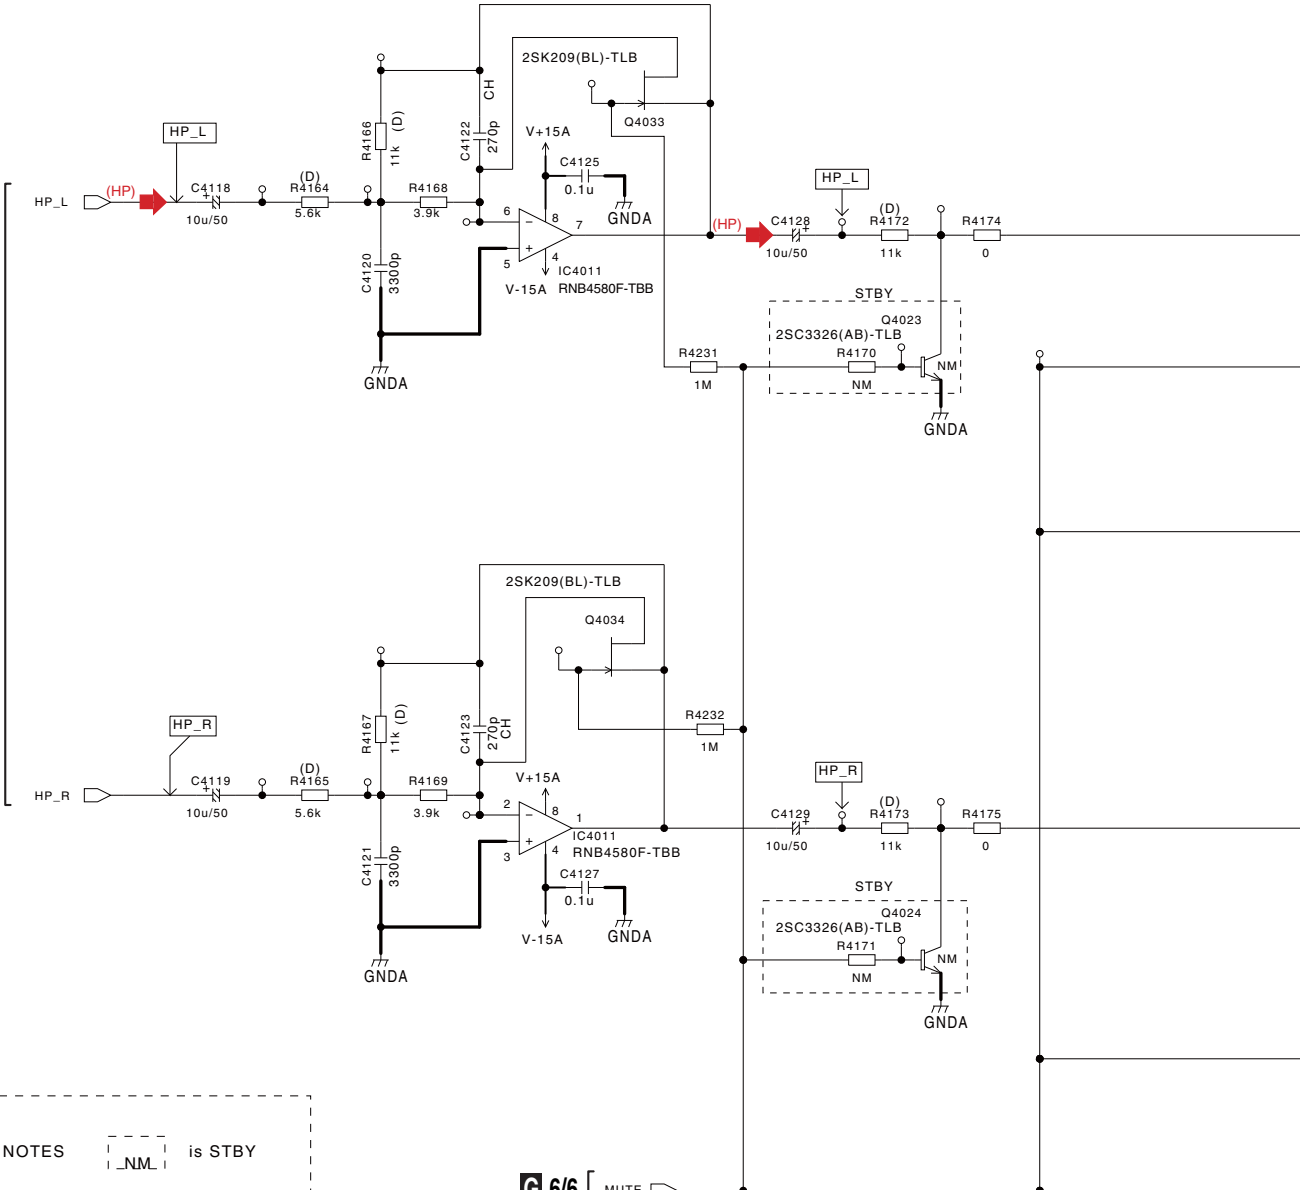 2SK209(BL)-TLB
CH
Q4033
R4166
11k
(D)
C4122
270p
V+15A
HP_L
C4125
0.1u
GNDA
HP_L
(HP)
C4118
+
10u/50
(D)
R4164
5.6k
R4168
3.9k
6
5
8
4
7
−
+
IC4011
RNB4580F-TBB
V-15A
C4120
3300p
GNDA
(HP)
C4128
+
10u/50
HP_L
(D)
R4172
11k
R4174
0
STBY
Q4023
2SC3326(AB)-TLB
R4231
1M
R4170
NM
NM
GNDA
2SK209(BL)-TLB
Q4034
R4167
11k
(D)
C4123
270p
CH
R4232
1M
HP_R
V+15A
HP_R
C4119
+
10u/50
(D)
R4165
5.6k
R4169
3.9k
2
3
8
4
1
−
+
IC4011
RNB4580F-TBB
C4121
3300p
C4127
0.1u
GNDA
V-15A
GNDA
HP_R
C4129
+
10u/50
(D)
R4173
11k
R4175
0
STBY
Q4024
2SC3326(AB)-TLB
R4171
NM
NM
GNDA
NOTES
NM
is STBY
G 6/6
MUTE